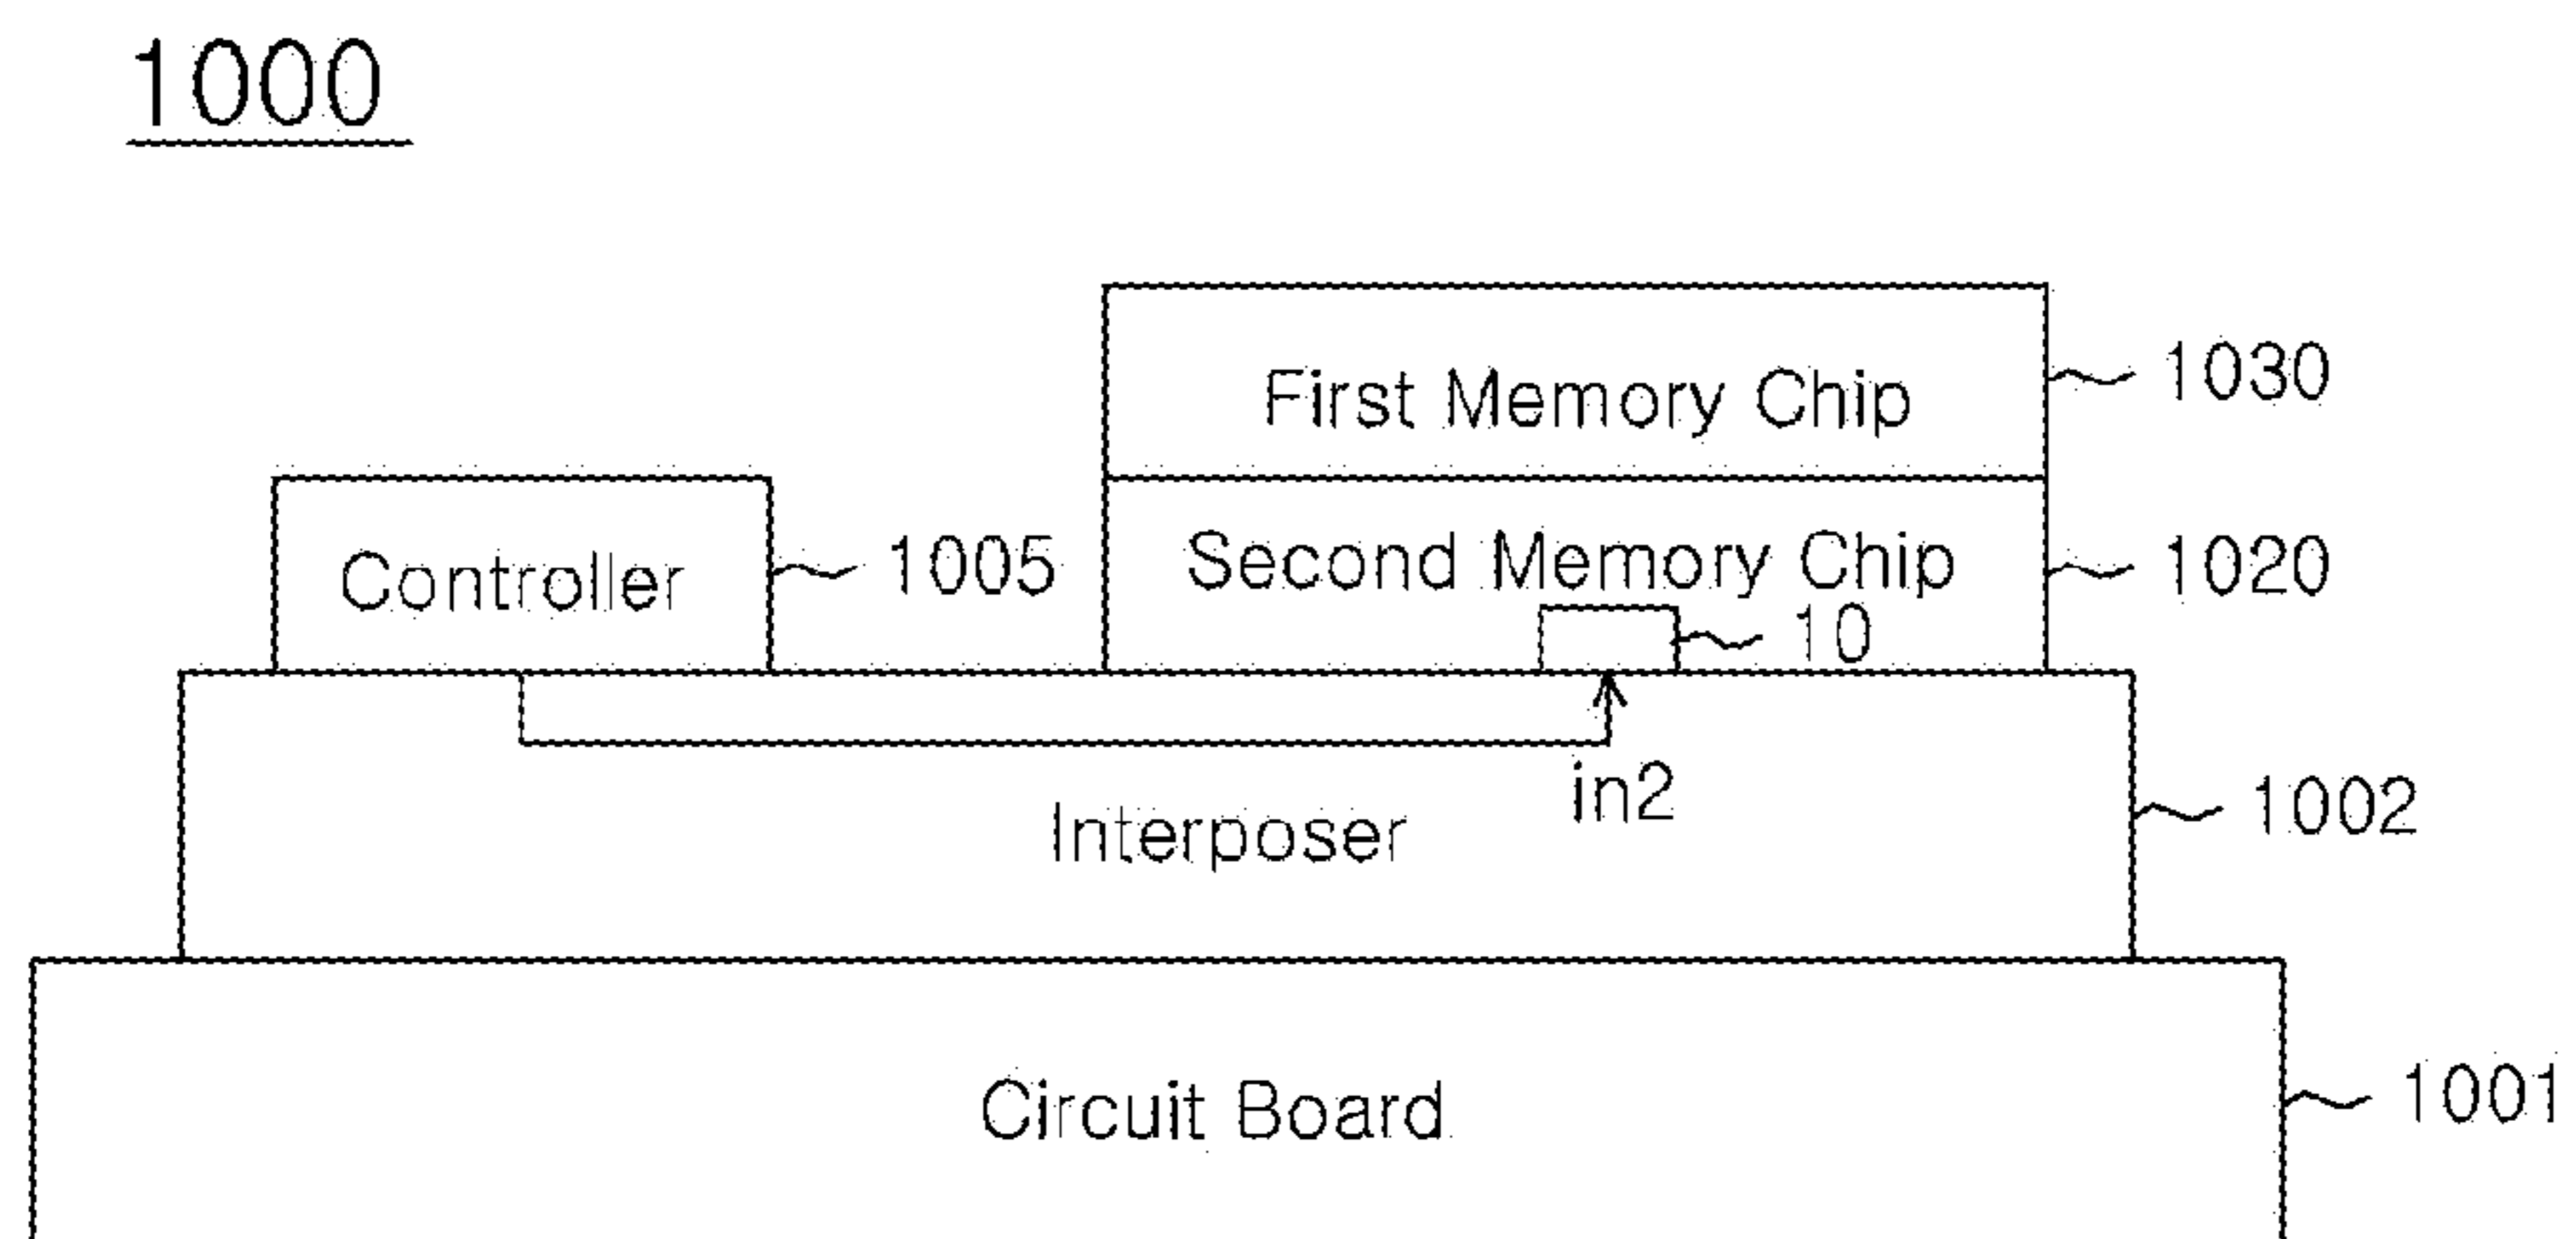 1000
First Memory Chip
1030
Second Memory Chip
1020
Controller
1005
10
in2
Interposer
1002
Circuit Board
1001